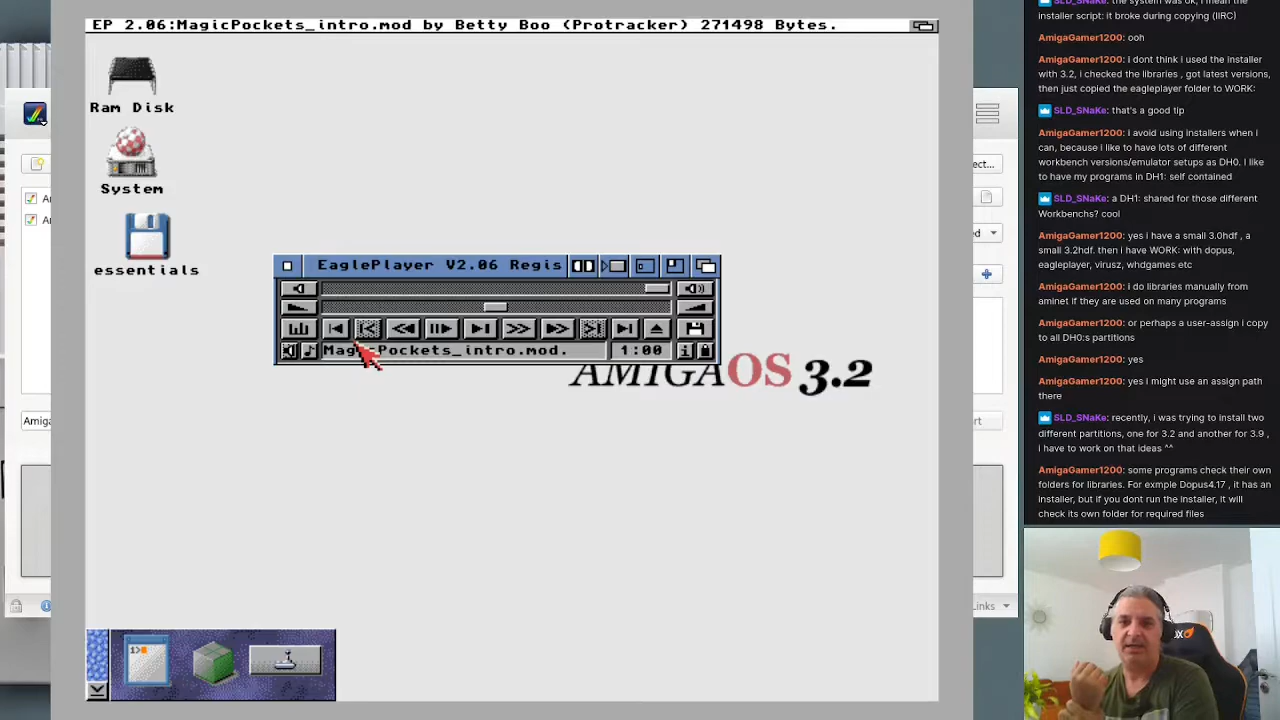 EP 2.06:MagicPockets_intro.mod by Betty Boo (Protracker) 271498 Bytes.
Ram Disk
System
essentials
EaglePlayer V2.06 Regis
MagicPockets_intro.mod.
1:00
AMIGAOS 3.2
1>
Links
ect...
Amiga
the system was ok, i mean the
installer script: it broke during copying (IIRC)
AmigaGamer1200: ooh
AmigaGamer1200: i dont think i used the installer
with 3.2, i checked the libraries , got latest versions,
then just copied the eagleplayer folder to WORK:
SLD_SNaKe: that's a good tip
AmigaGamer1200: i avoid using installers when i
can, because i like to have lots of different
workbench versions/emulator setups as DH0. I like
to have my programs in DH1: self contained
SLD_SNaKe: a DH1: shared for those different
Workbenchs? cool
AmigaGamer1200: yes i have a small 3.0hdf , a
small 3.2hdf. then i have WORK: with dopus,
eagleplayer, virusz, whdgames etc
AmigaGamer1200: i do libraries manually from
aminet if they are used on many programs
AmigaGamer1200: or perhaps a user-assign i copy
to all DH0:s partitions
AmigaGamer1200: yes
AmigaGamer1200: yes i might use an assign path
there
SLD_SNaKe: recently, i was trying to install two
different partitions, one for 3.2 and another for 3.9 ,
i have to work on that ideas ^^
AmigaGamer1200: some programs check their own
folders for libraries. For exmple Dopus4.17 , it has an
installer, but if you dont run the installer, it will
check its own folder for required files